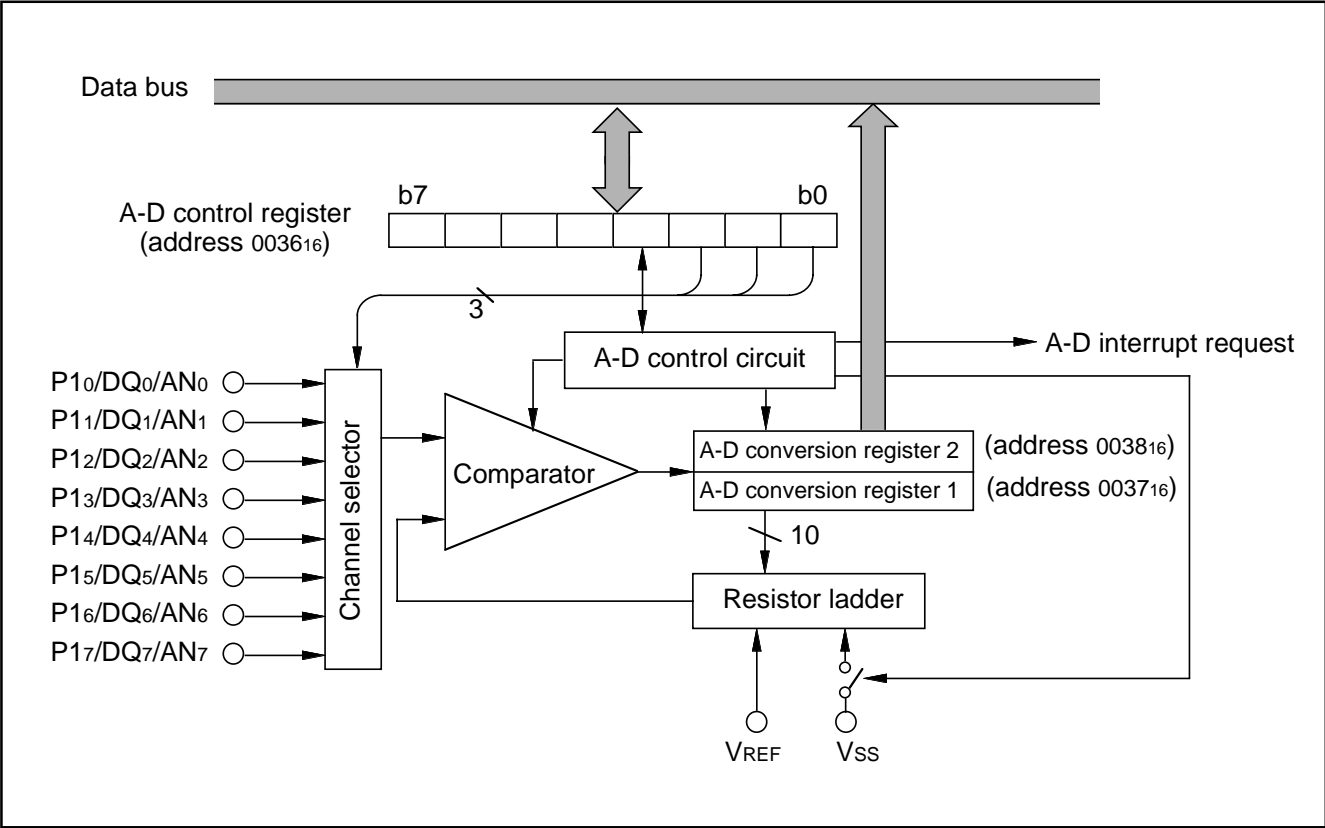 Data bus
b7
b0
A-D control register
(address 0036₁₆)
3
A-D control circuit
A-D interrupt request
P1₀/DQ₀/AN₀
P1₁/DQ₁/AN₁
P1₂/DQ₂/AN₂
P1₃/DQ₃/AN₃
P1₄/DQ₄/AN₄
P1₅/DQ₅/AN₅
P1₆/DQ₆/AN₆
P1₇/DQ₇/AN₇
Channel selector
Comparator
A-D conversion register 2
(address 0038₁₆)
A-D conversion register 1
(address 0037₁₆)
10
Resistor ladder
VREF
VSS